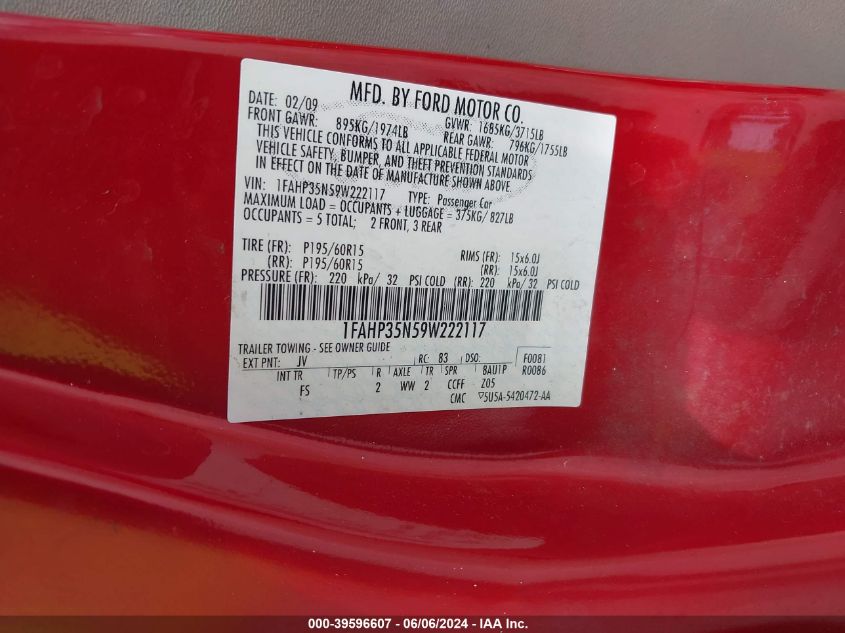 MFD. BY FORD MOTOR CO.
DATE: 02/09 GVWR: 1685KG/3715LB
FRONT GAWR: 895KG/1974LB REAR GAWR: 796KG/1755LB
THIS VEHICLE CONFORMS TO ALL APPLICABLE FEDERAL MOTOR
VEHICLE SAFETY, BUMPER, AND THEFT PREVENTION STANDARDS
IN EFFECT ON THE DATE OF MANUFACTURE SHOWN ABOVE.
VIN: 1FAHP35N59W222117 TYPE: Passenger Car
MAXIMUM LOAD = OCCUPANTS + LUGGAGE = 375KG/ 827LB
OCCUPANTS = 5 TOTAL; 2 FRONT, 3 REAR
TIRE (FR): P195/60R15 RIMS (FR): 15x6.0J
(RR): P195/60R15 (RR): 15x6.0J
PRESSURE (FR): 220 kPa/ 32 PSI COLD (RR): 220 kPa/ 32 PSI COLD
1FAHP35N59W222117
TRAILER TOWING - SEE OWNER GUIDE
EXT PNT: JV RC: 83 DSO: F0081
INT TR TP/PS R AXLE TR SPR BAU1P R0086
FS 2 WW 2 CCFF Z05
CMC 5U5A-5420472-AA
000-39596607 - 06/06/2024 - IAA Inc.